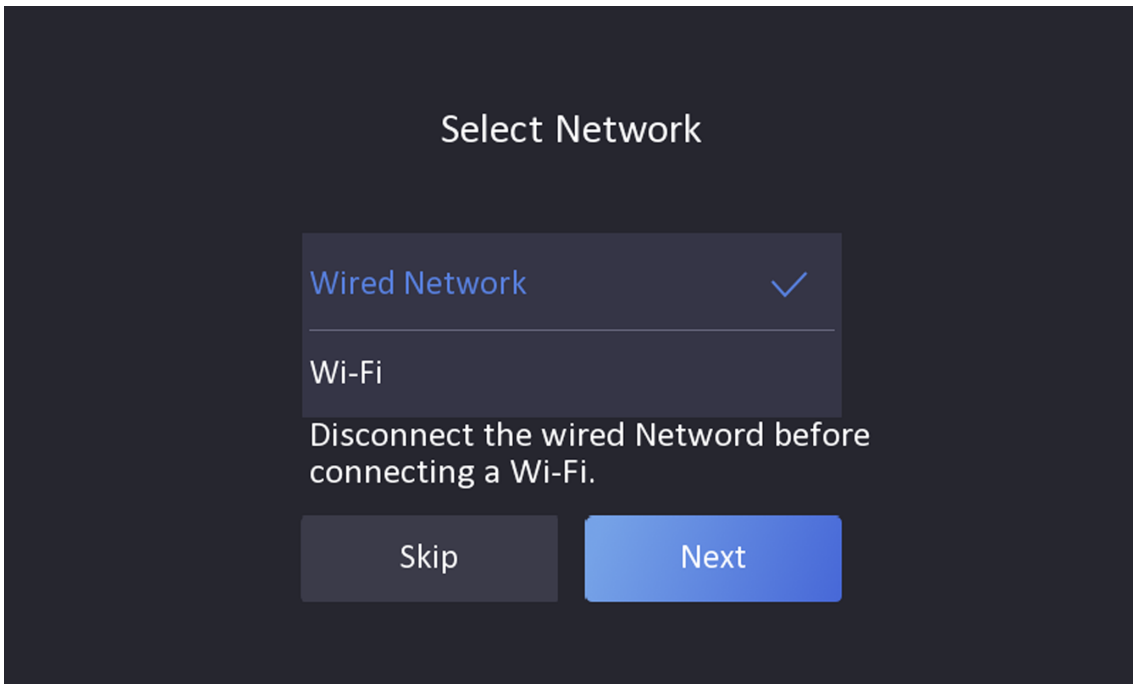 Select Network
Wired Network
Wi-Fi
Disconnect the wired Netword before
connecting a Wi-Fi.
Skip
Next